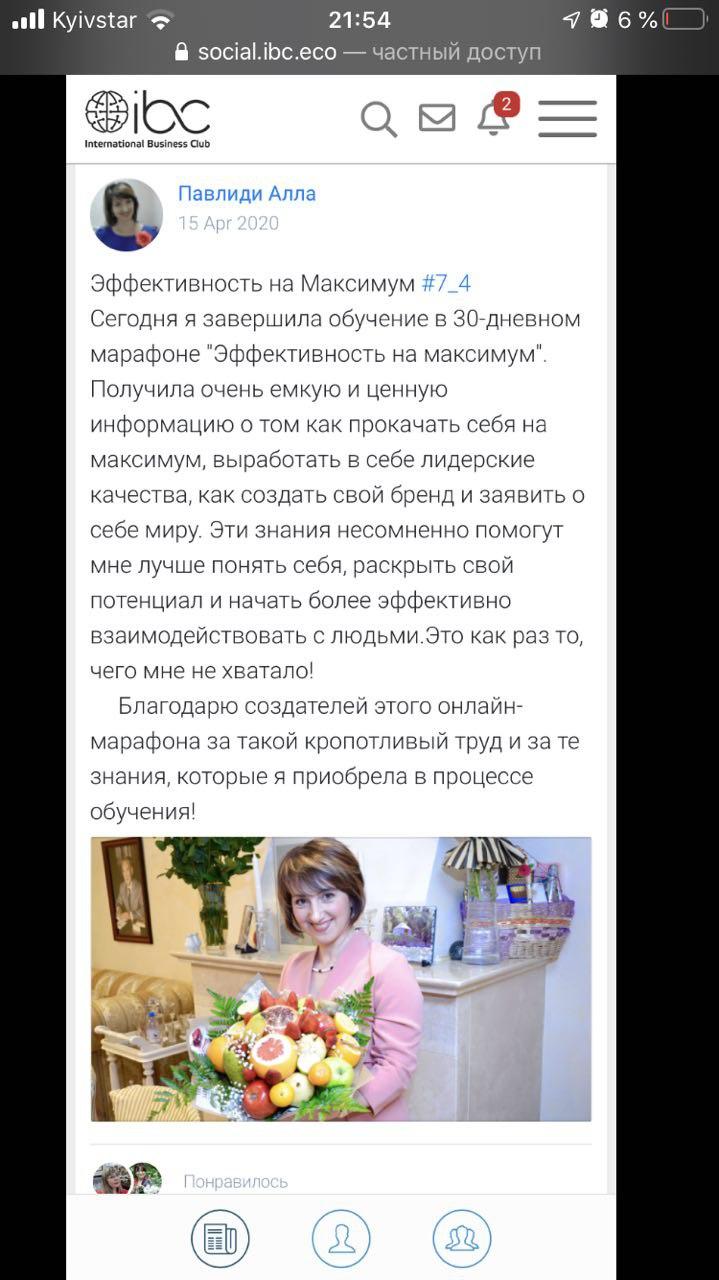 Kyivstar 21:54 6 %
social.ibc.eco — частный доступ
ibc 2
International Business Club
Павлиди Алла
15 Apr 2020
Эффективность на Максимум #7_4
Сегодня я завершила обучение в 30-дневном
марафоне "Эффективность на максимум".
Получила очень емкую и ценную
информацию о том как прокачать себя на
максимум, выработать в себе лидерские
качества, как создать свой бренд и заявить о
себе миру. Эти знания несомненно помогут
мне лучше понять себя, раскрыть свой
потенциал и начать более эффективно
взаимодействовать с людьми.Это как раз то,
чего мне не хватало!
Благодарю создателей этого онлайн-
марафона за такой кропотливый труд и за те
знания, которые я приобрела в процессе
обучения!
Понравилось